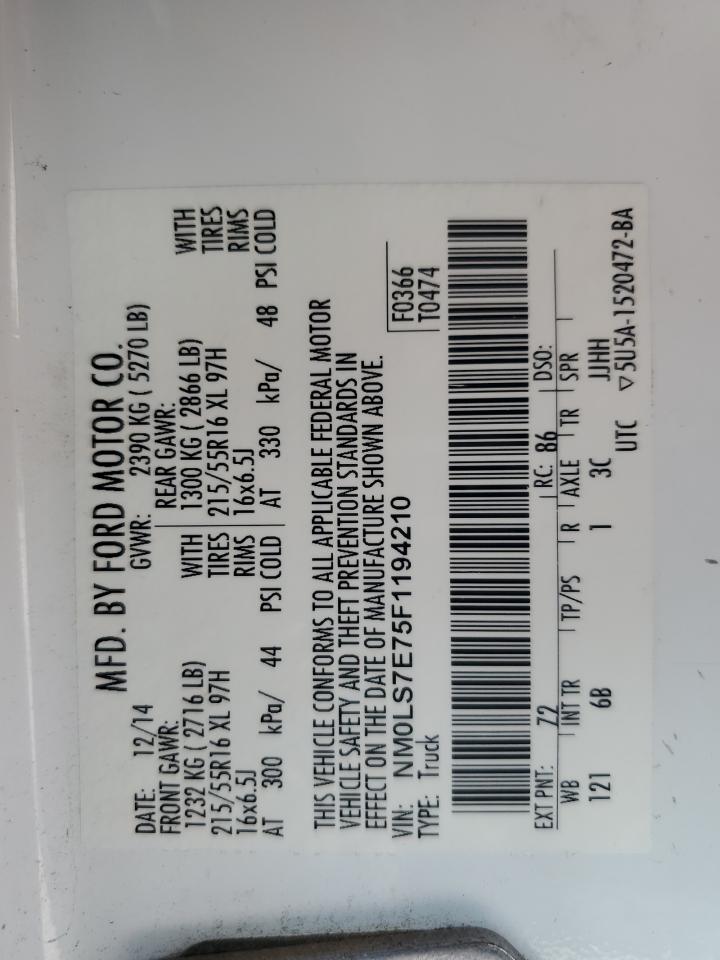 MFD. BY FORD MOTOR CO.
DATE: 12/14 GVWR: 2390 KG ( 5270 LB)
FRONT GAWR: REAR GAWR:
1232 KG ( 2716 LB) WITH 1300 KG ( 2866 LB) WITH
215/55R16 XL 97H TIRES 215/55R16 XL 97H TIRES
16x6.5J RIMS 16x6.5J RIMS
AT 300 kPa/ 44 PSI COLD AT 330 kPa/ 48 PSI COLD
THIS VEHICLE CONFORMS TO ALL APPLICABLE FEDERAL MOTOR
VEHICLE SAFETY AND THEFT PREVENTION STANDARDS IN
EFFECT ON THE DATE OF MANUFACTURE SHOWN ABOVE.
VIN: NM0LS7E75F1194210 F0366
TYPE: Truck T0474
EXT PNT: Z2 RC: 86 DSO:
WB INT TR TP/PS R AXLE TR SPR
121 6B 1 3C JJHH
UTC ▽5U5A-1520472-BA